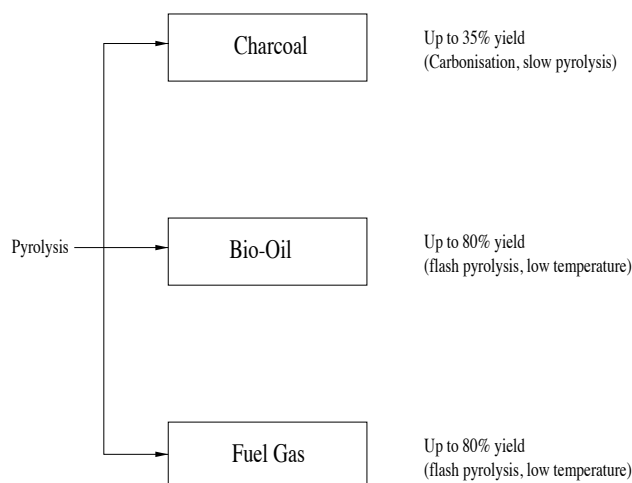 Charcoal
Up to 35% yield
(Carbonisation, slow pyrolysis)
Pyrolysis
Bio-Oil
Up to 80% yield
(flash pyrolysis, low temperature)
Fuel Gas
Up to 80% yield
(flash pyrolysis, low temperature)